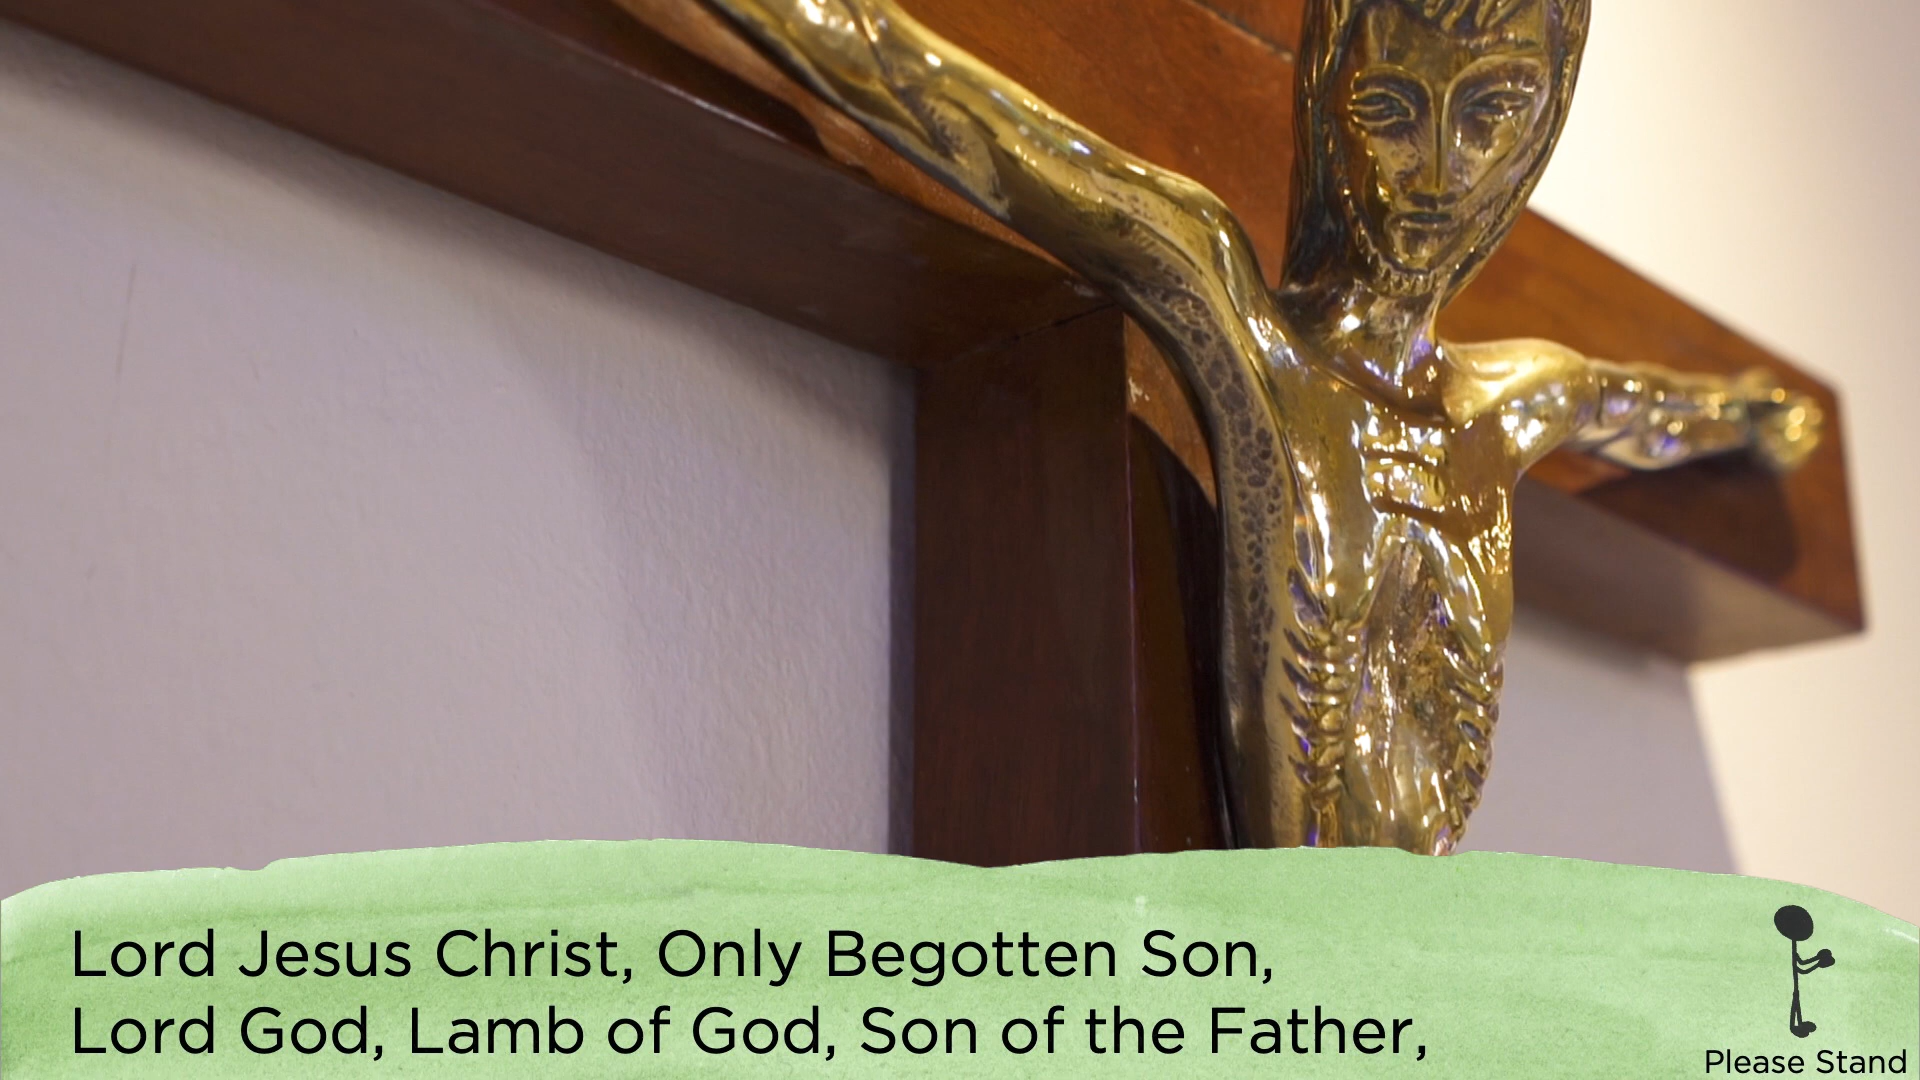 Lord Jesus Christ, Only Begotten Son,
Lord God, Lamb of God, Son of the Father,
Please Stand